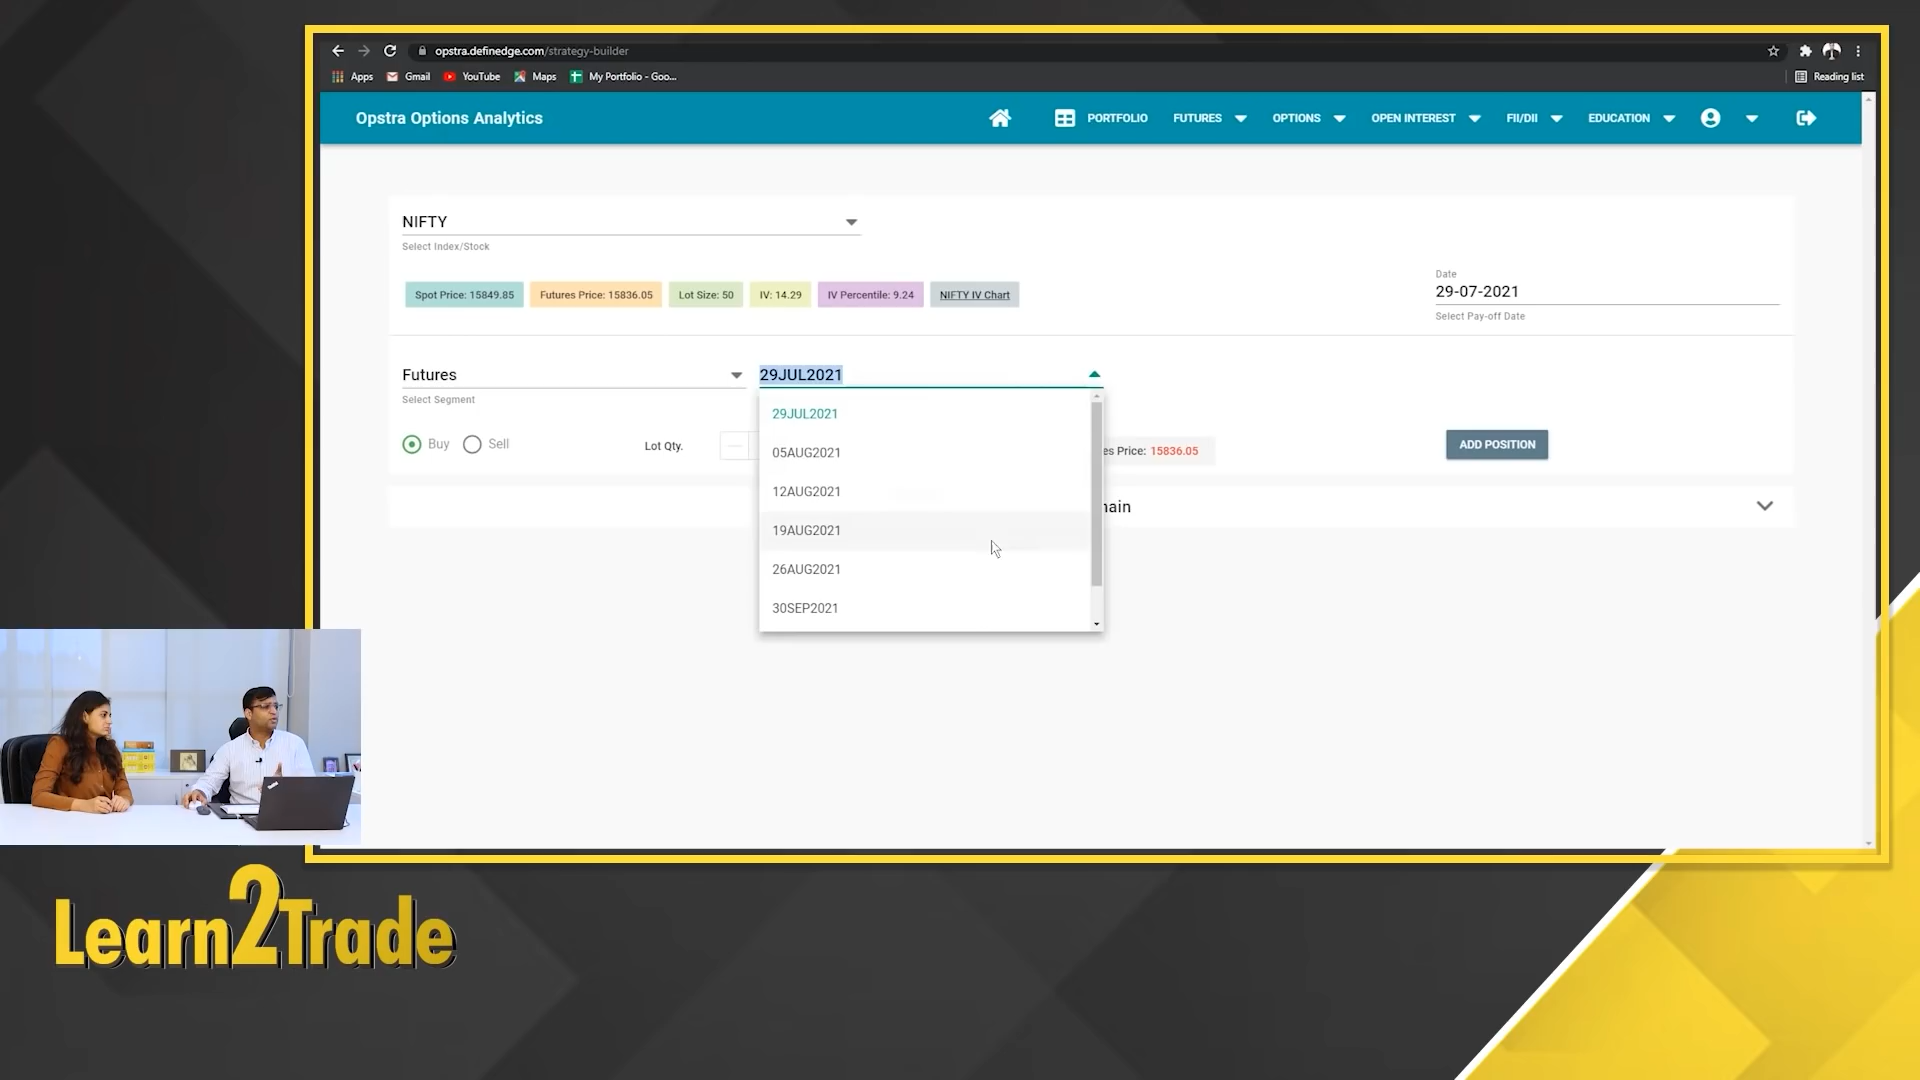 opstra.definedge.com/strategy-builder
Apps Gmail YouTube Maps My Portfolio - Goo... Reading list
Opstra Options Analytics PORTFOLIO FUTURES OPTIONS OPEN INTEREST FII/DII EDUCATION
NIFTY
Select Index/Stock
Spot Price: 15849.85 Futures Price: 15836.05 Lot Size: 50 IV: 14.29 IV Percentile: 9.24 NIFTY IV Chart
Date
29-07-2021
Select Pay-off Date
Futures 29JUL2021
Select Segment
29JUL2021
Buy Sell Lot Qty. es Price: 15836.05 ADD POSITION
05AUG2021
12AUG2021
hain
19AUG2021
26AUG2021
30SEP2021
Learn2Trade